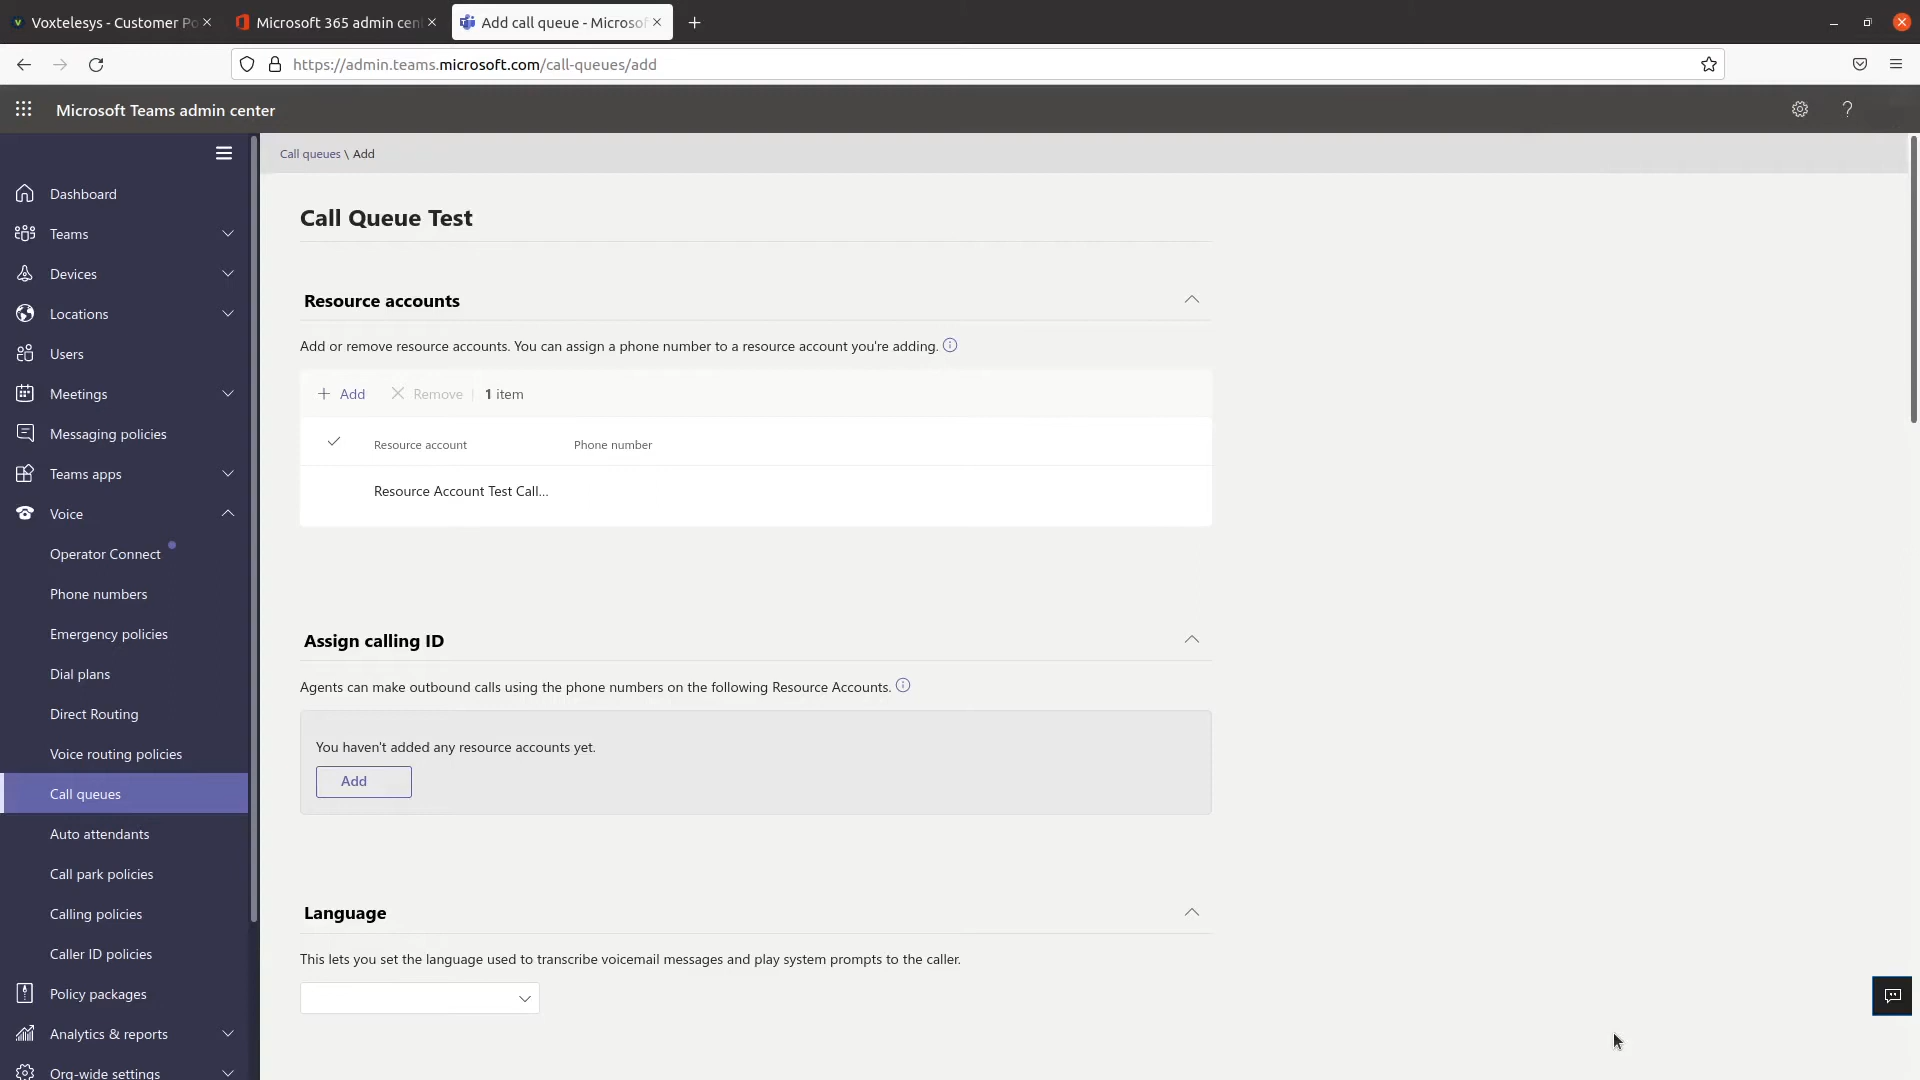 Voxtelesys - Customer Po
Microsoft 365 admin cen
Add call queue - Microsof
https://admin.teams.microsoft.com/call-queues/add
Microsoft Teams admin center
?
Call queues \ Add
Dashboard
Teams
Devices
Locations
Users
Meetings
Messaging policies
Teams apps
Voice
Operator Connect
Phone numbers
Emergency policies
Dial plans
Direct Routing
Voice routing policies
Call queues
Auto attendants
Call park policies
Calling policies
Caller ID policies
Policy packages
Analytics & reports
Org-wide settings
Call Queue Test
Resource accounts
Add or remove resource accounts. You can assign a phone number to a resource account you're adding.
Add Remove | 1 item
Resource account Phone number
Resource Account Test Call...
Assign calling ID
Agents can make outbound calls using the phone numbers on the following Resource Accounts.
You haven't added any resource accounts yet.
Add
Language
This lets you set the language used to transcribe voicemail messages and play system prompts to the caller.